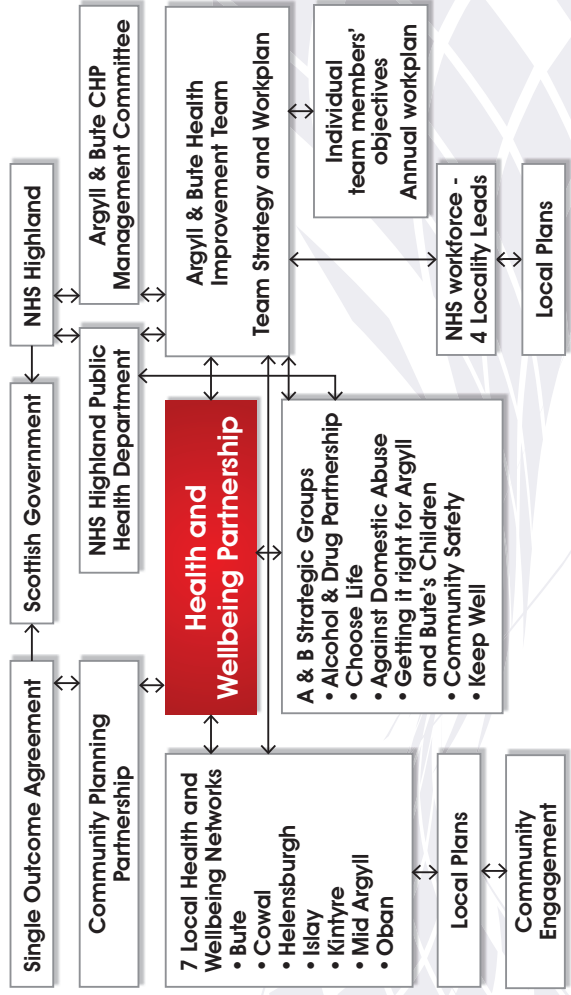 Single Outcome Agreement
Scottish Government
NHS Highland
Community Planning
Partnership
NHS Highland Public
Health Department
Argyll & Bute CHP
Management Committee
7 Local Health and
Wellbeing Networks
• Bute
• Cowal
• Helensburgh
• Islay
• Kintyre
• Mid Argyll
• Oban
Health and
Wellbeing Partnership
Argyll & Bute Health
Improvement Team
Team Strategy and Workplan
A & B Strategic Groups
• Alcohol & Drug Partnership
• Choose Life
• Against Domestic Abuse
• Getting it right for Argyll
and Bute's Children
• Community Safety
• Keep Well
Individual
team members'
objectives
Annual workplan
Local Plans
NHS workforce -
4 Locality Leads
Community
Engagement
Local Plans